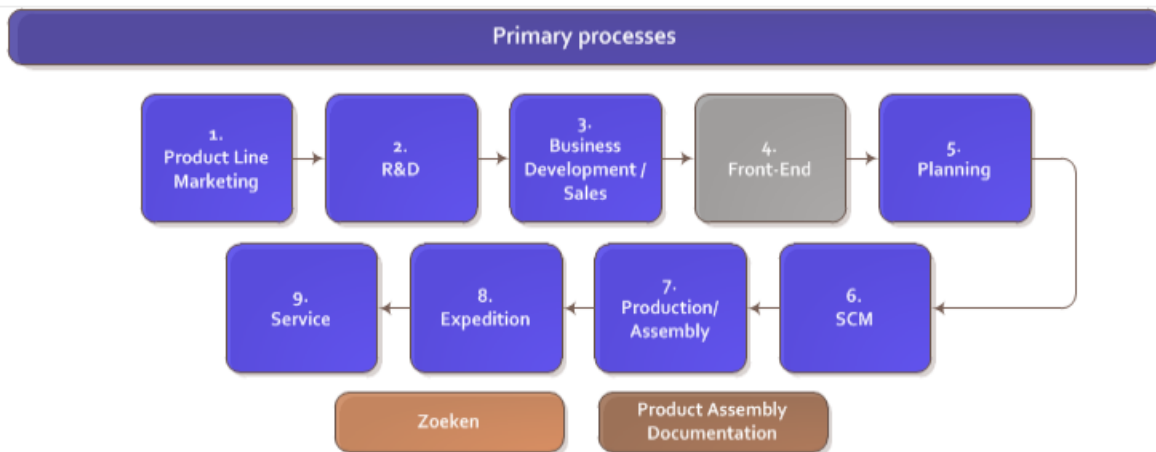 Primary processes
1.
Product Line
Marketing
2.
R&D
3.
Business
Development /
Sales
4.
Front-End
5.
Planning
9.
Service
8.
Expedition
7.
Production/
Assembly
6.
SCM
Zoeken
Product Assembly
Documentation